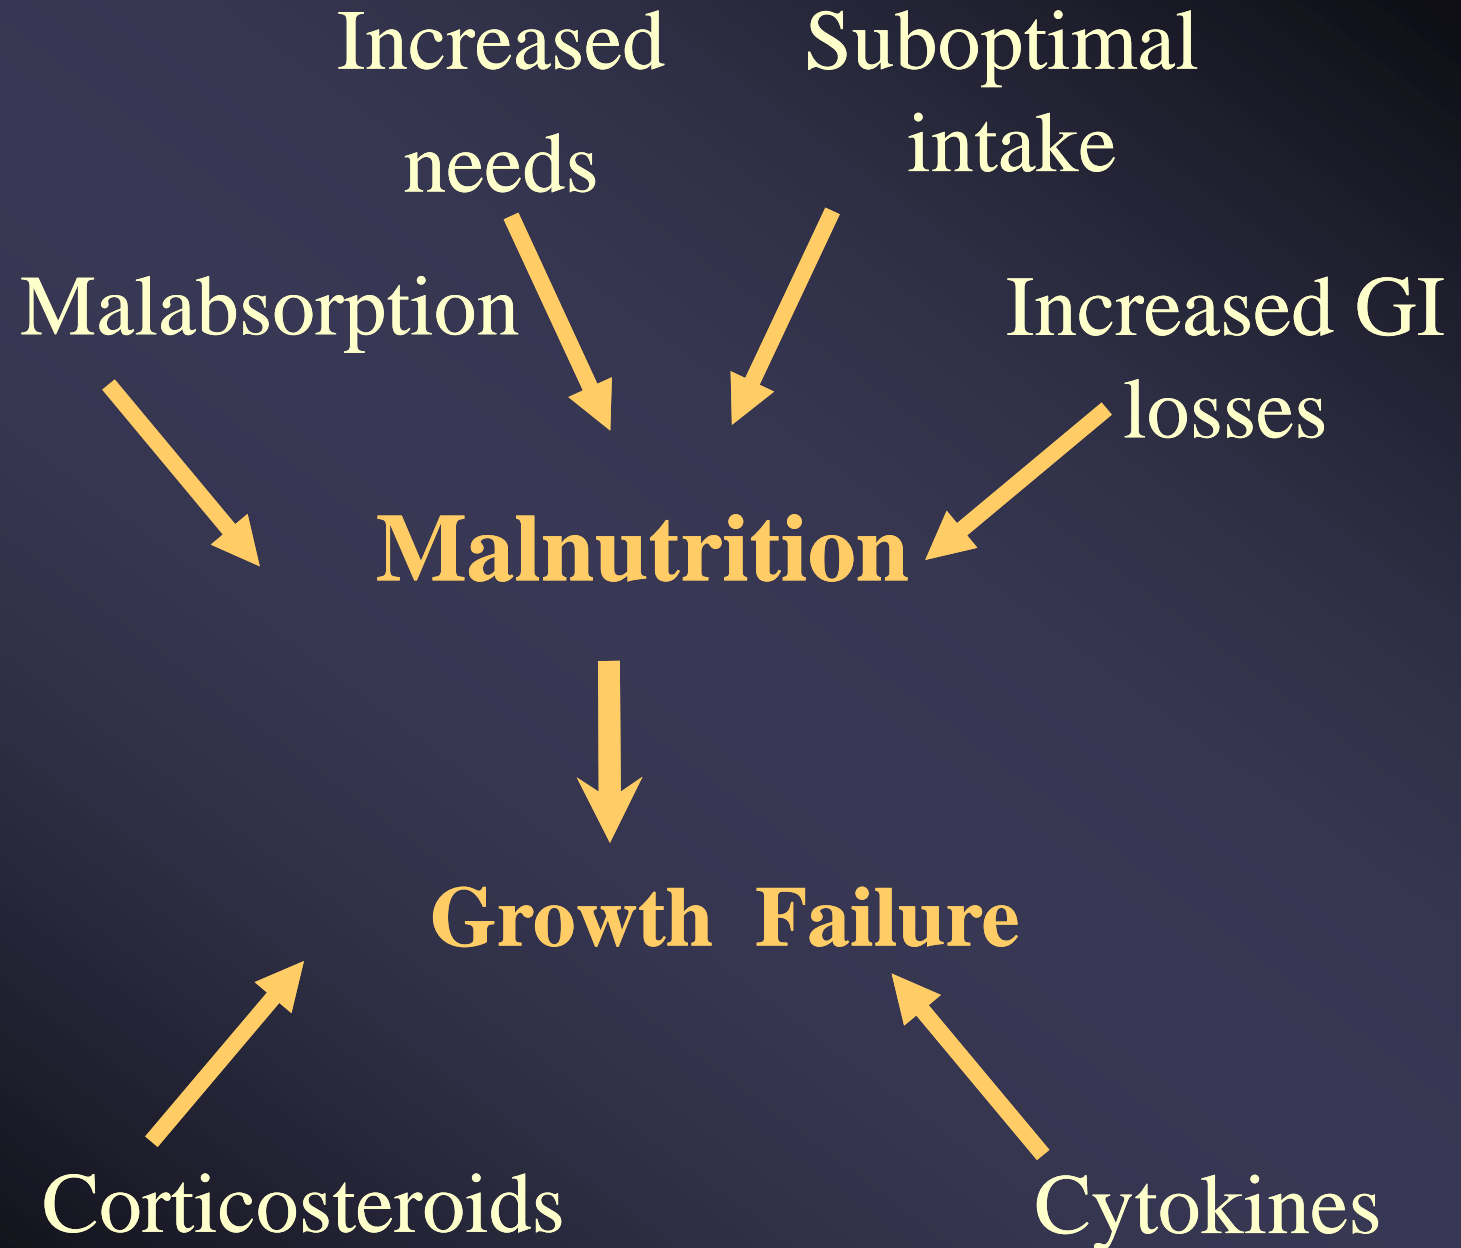 Increased
needs
Suboptimal
intake
Malabsorption
Increased GI
losses
Malnutrition
Growth Failure
Corticosteroids
Cytokines